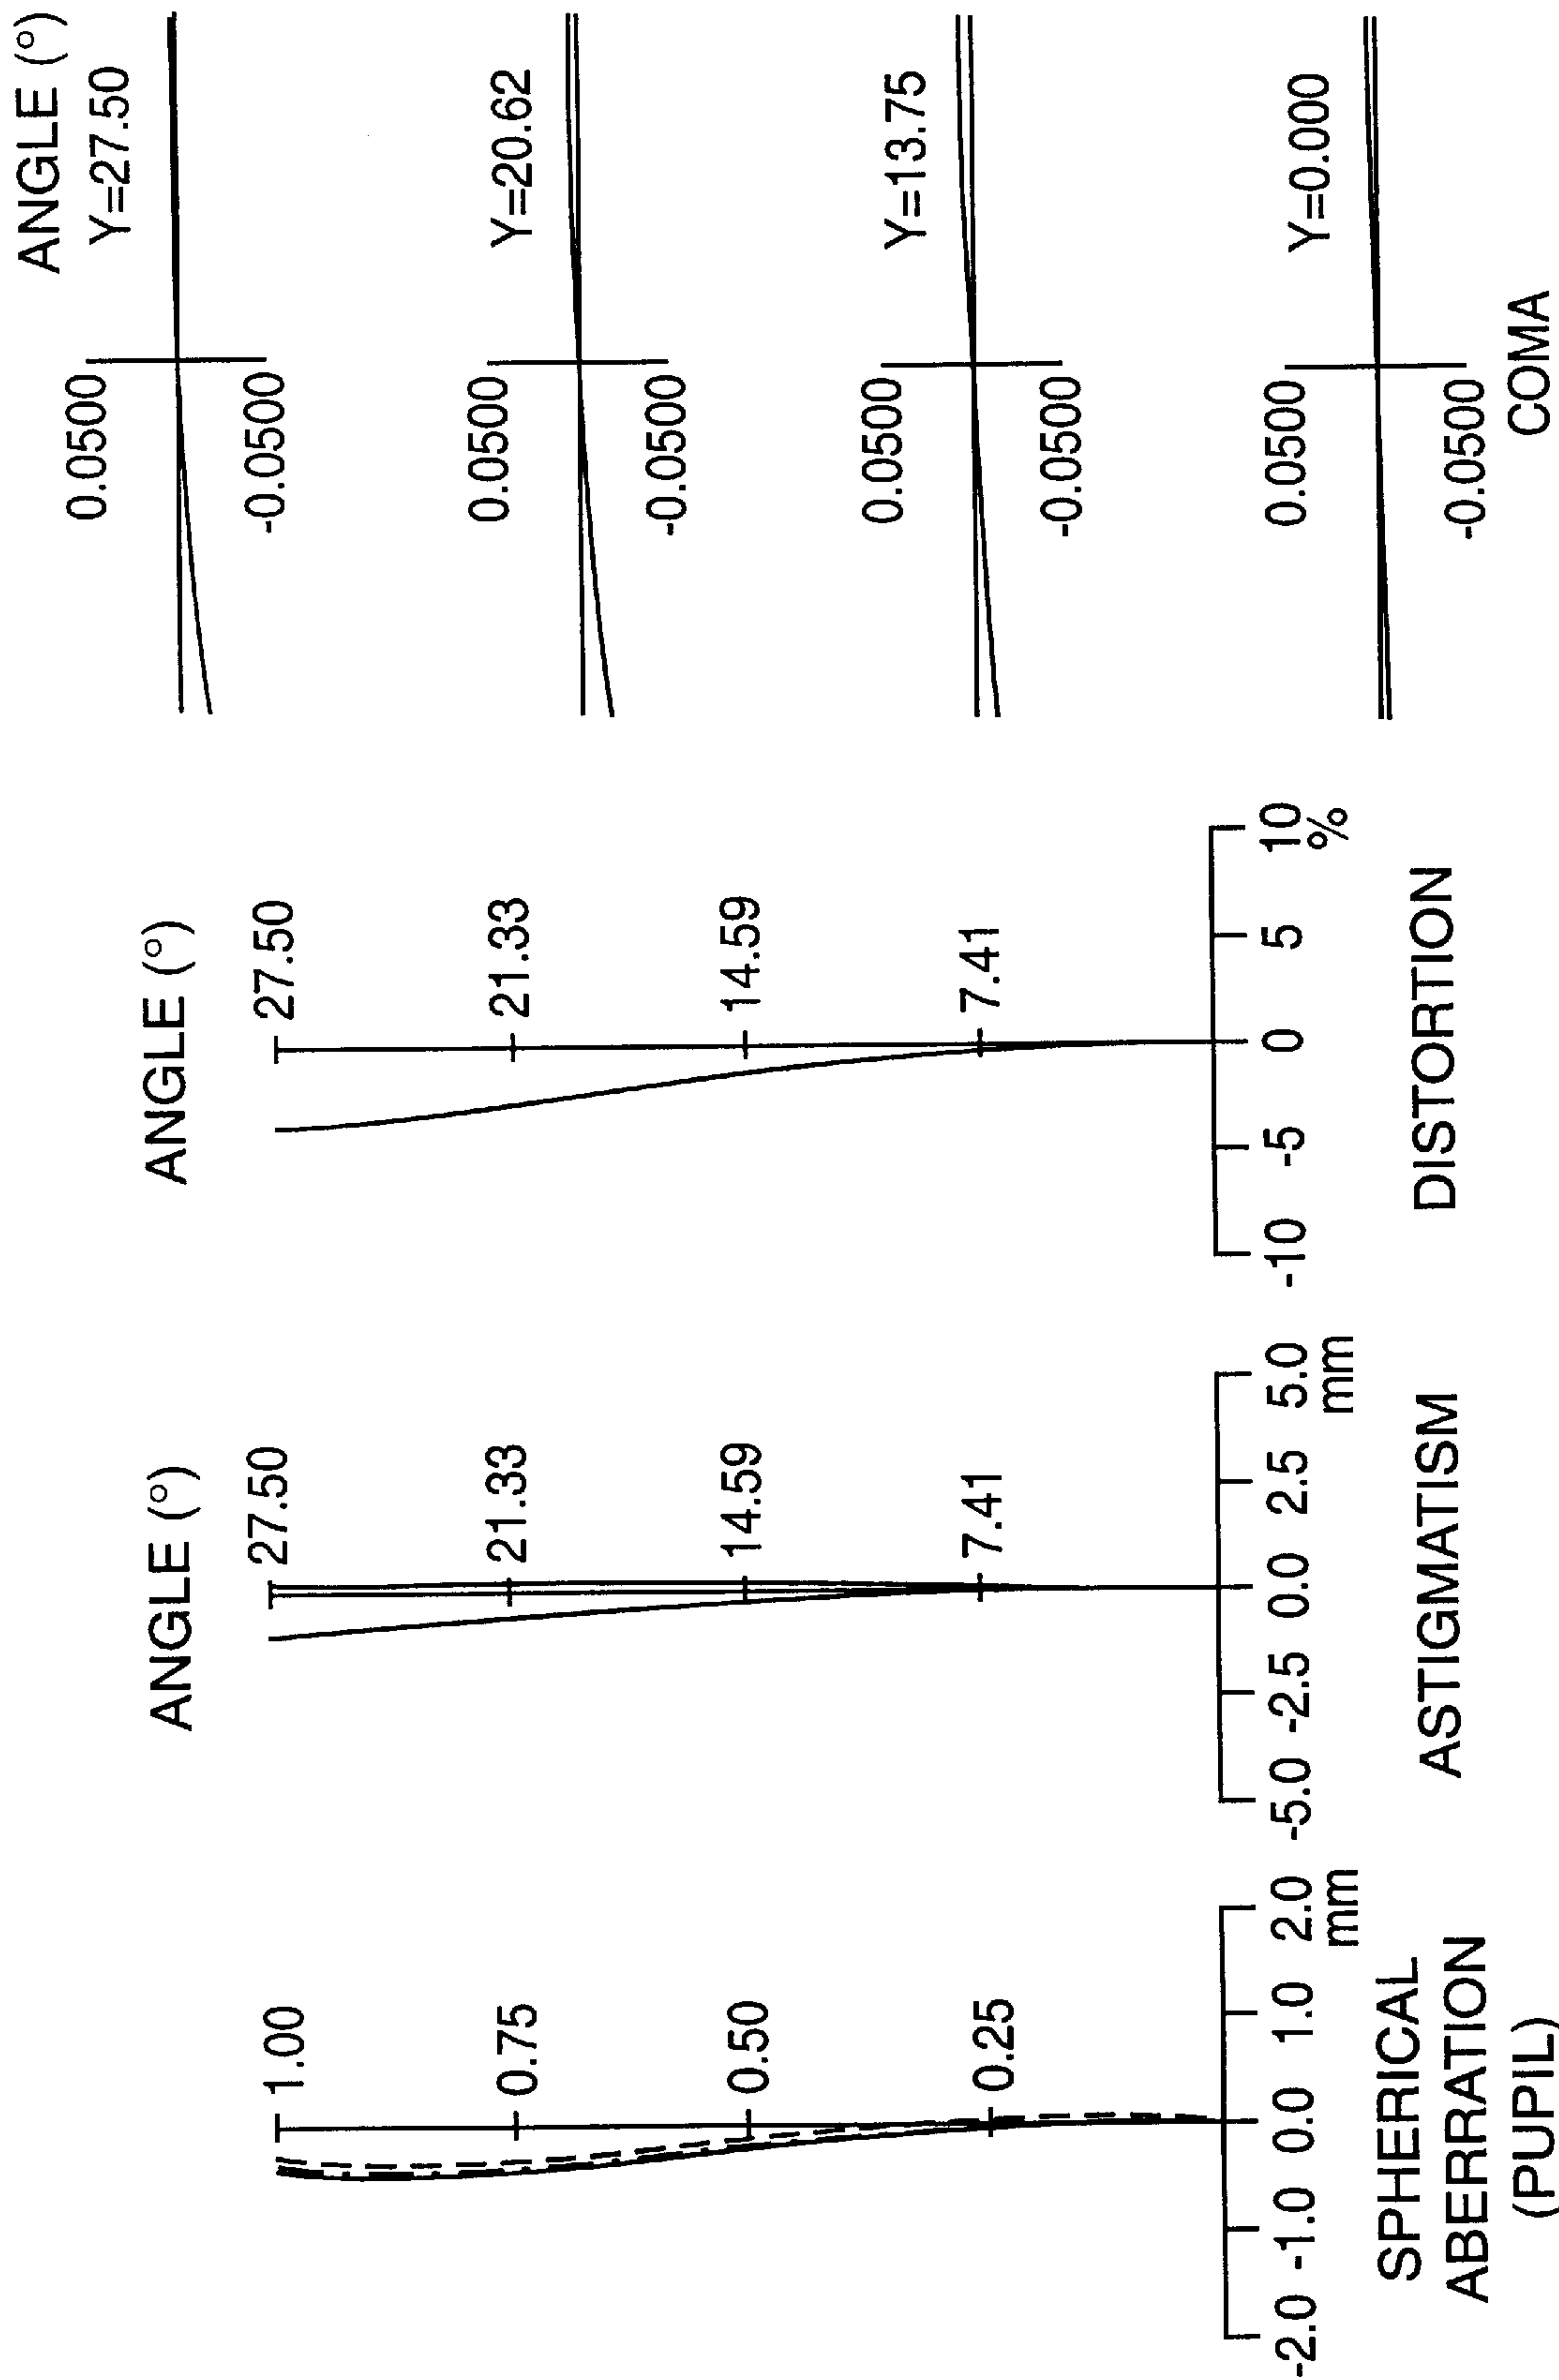 1.00
0.75
0.50
0.25
-2.0 -1.0 0.0 1.0 2.0
mm
SPHERICAL
ABERRATION
(PUPIL)
ANGLE (°)
27.50
21.33
14.59
7.41
-5.0 -2.5 0.0 2.5 5.0
mm
ASTIGMATISM
ANGLE (°)
27.50
21.33
14.59
7.41
-10 -5 0 5 10
%
DISTORTION
ANGLE (°)
Y=27.50
0.0500
-0.0500
Y=20.62
0.0500
-0.0500
Y=13.75
0.0500
-0.0500
Y=0.000
0.0500
-0.0500
COMA